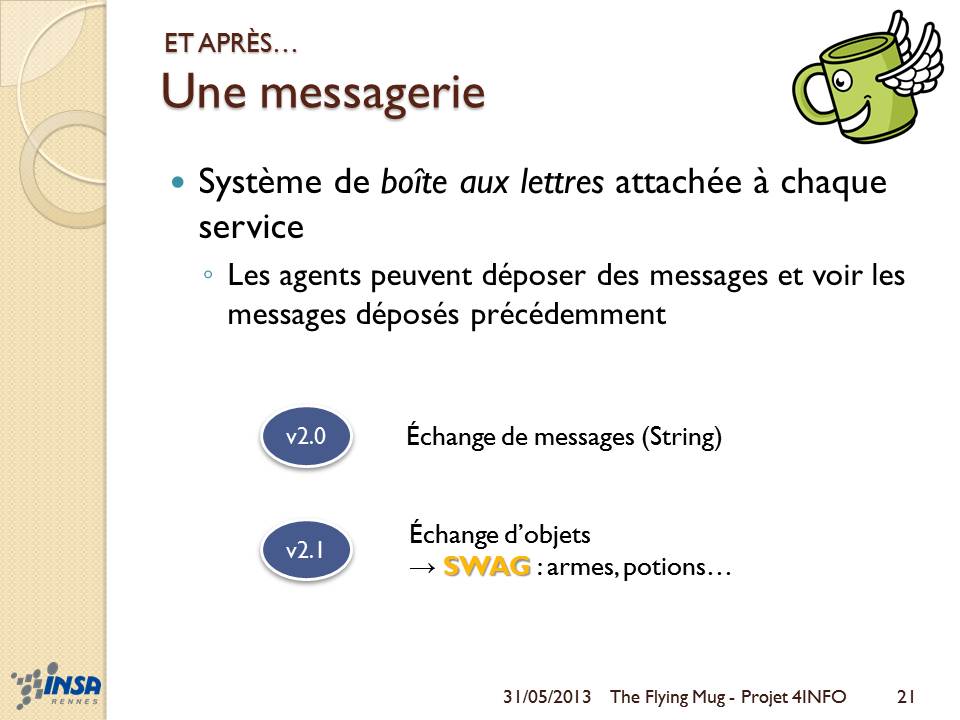 ET APRÈS…
Une messagerie
Système de boîte aux lettres attachée à chaque
service
Les agents peuvent déposer des messages et voir les
messages déposés précédemment
v2.0
Échange de messages (String)
v2.1
Échange d’objets
→ SWAG : armes, potions…
INSA
RENNES
31/05/2013 The Flying Mug - Projet 4INFO 21